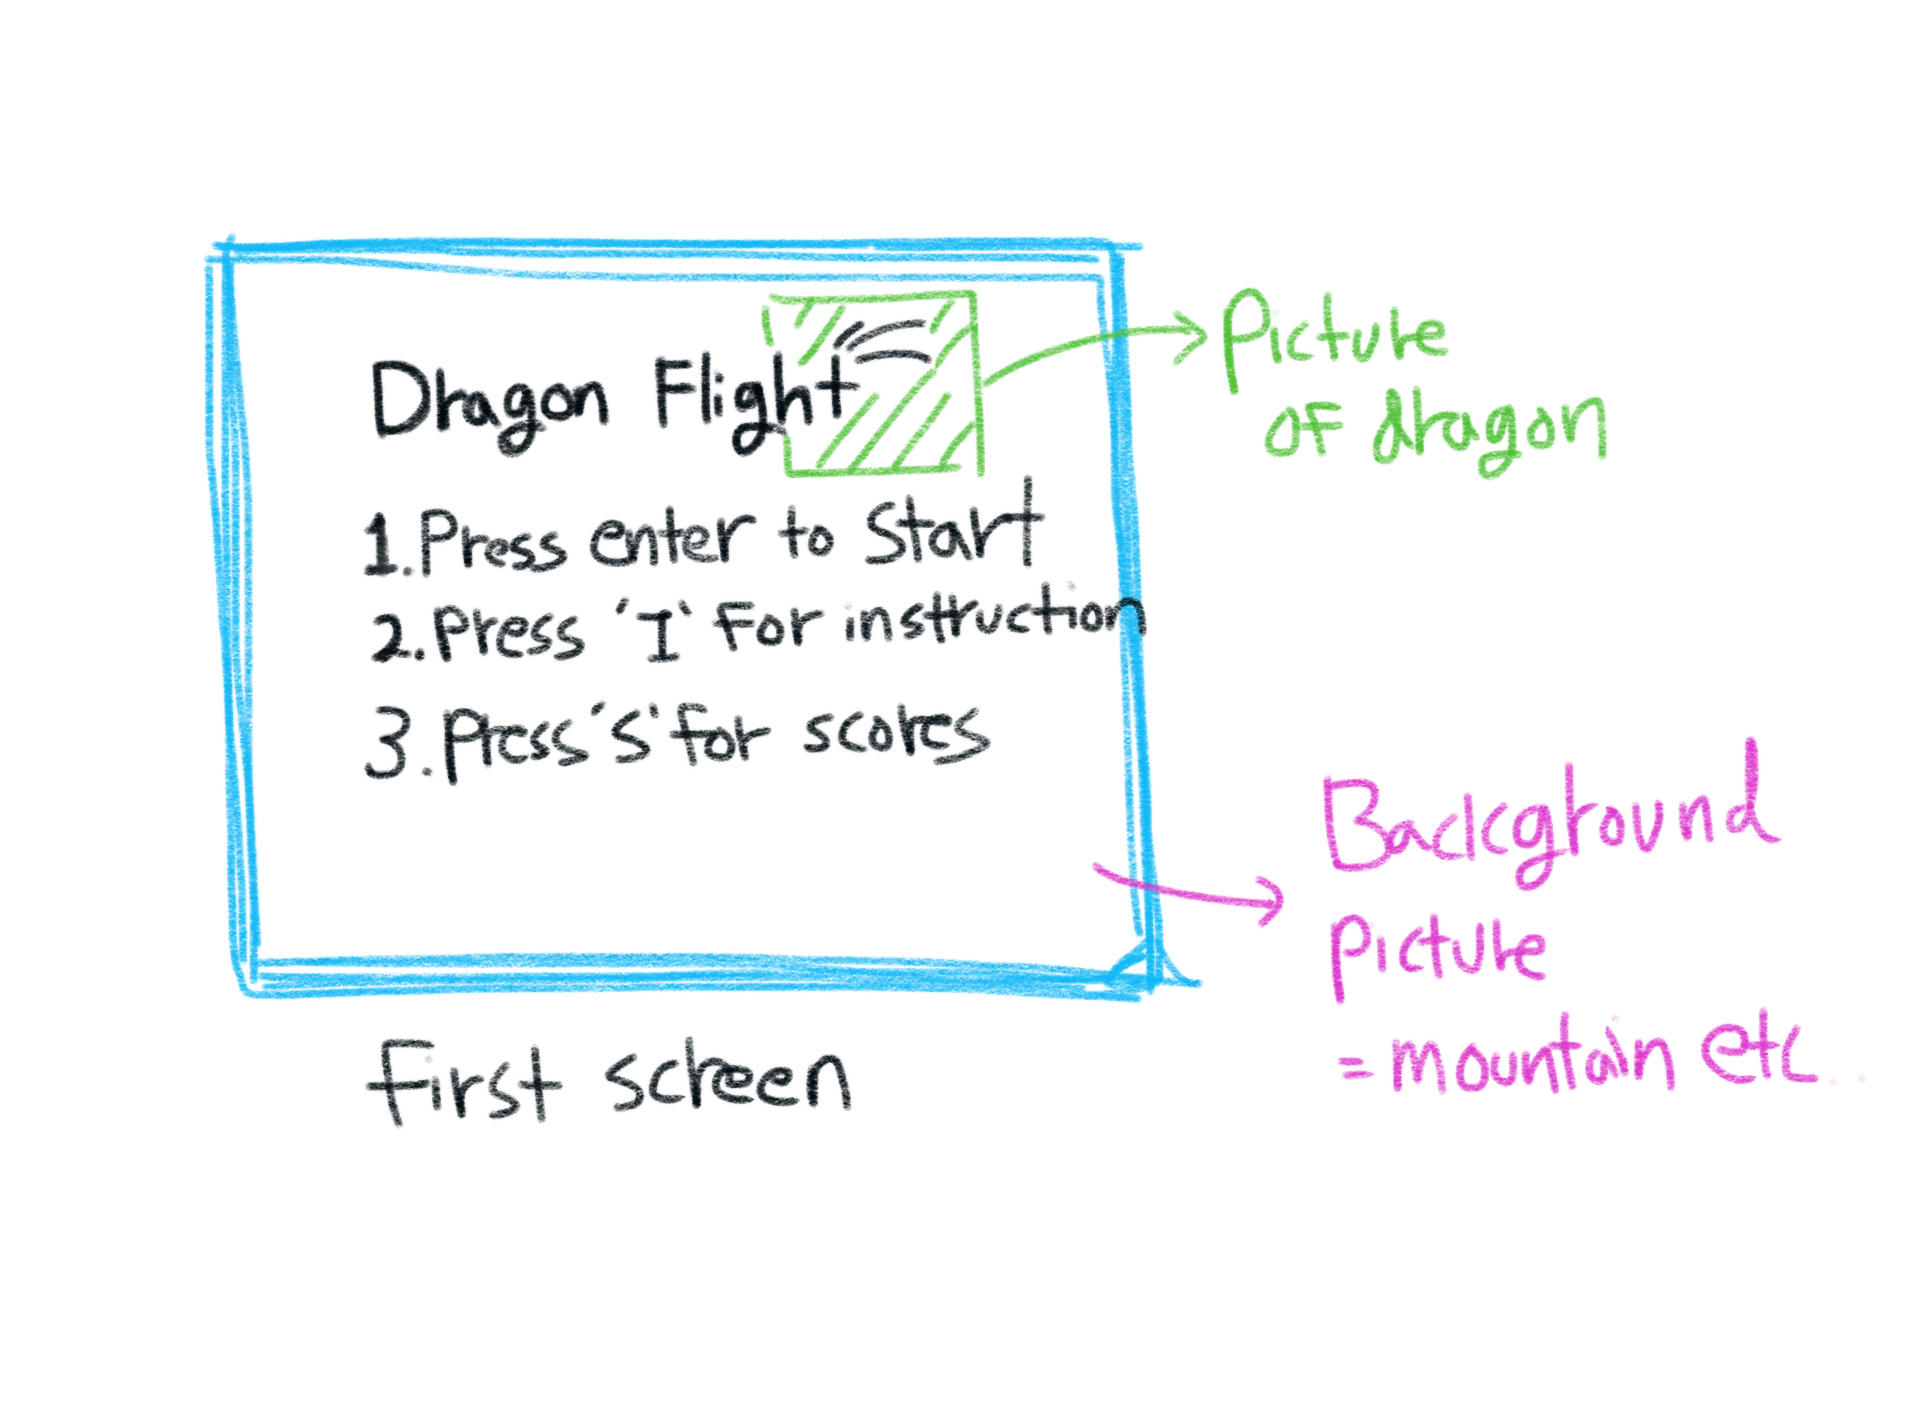 Dragon Flight
1. Press enter to Start
2. Press 'I' for instruction
3. Press 'S' for scores
First screen
Picture
of dragon
Background
picture
= mountain etc